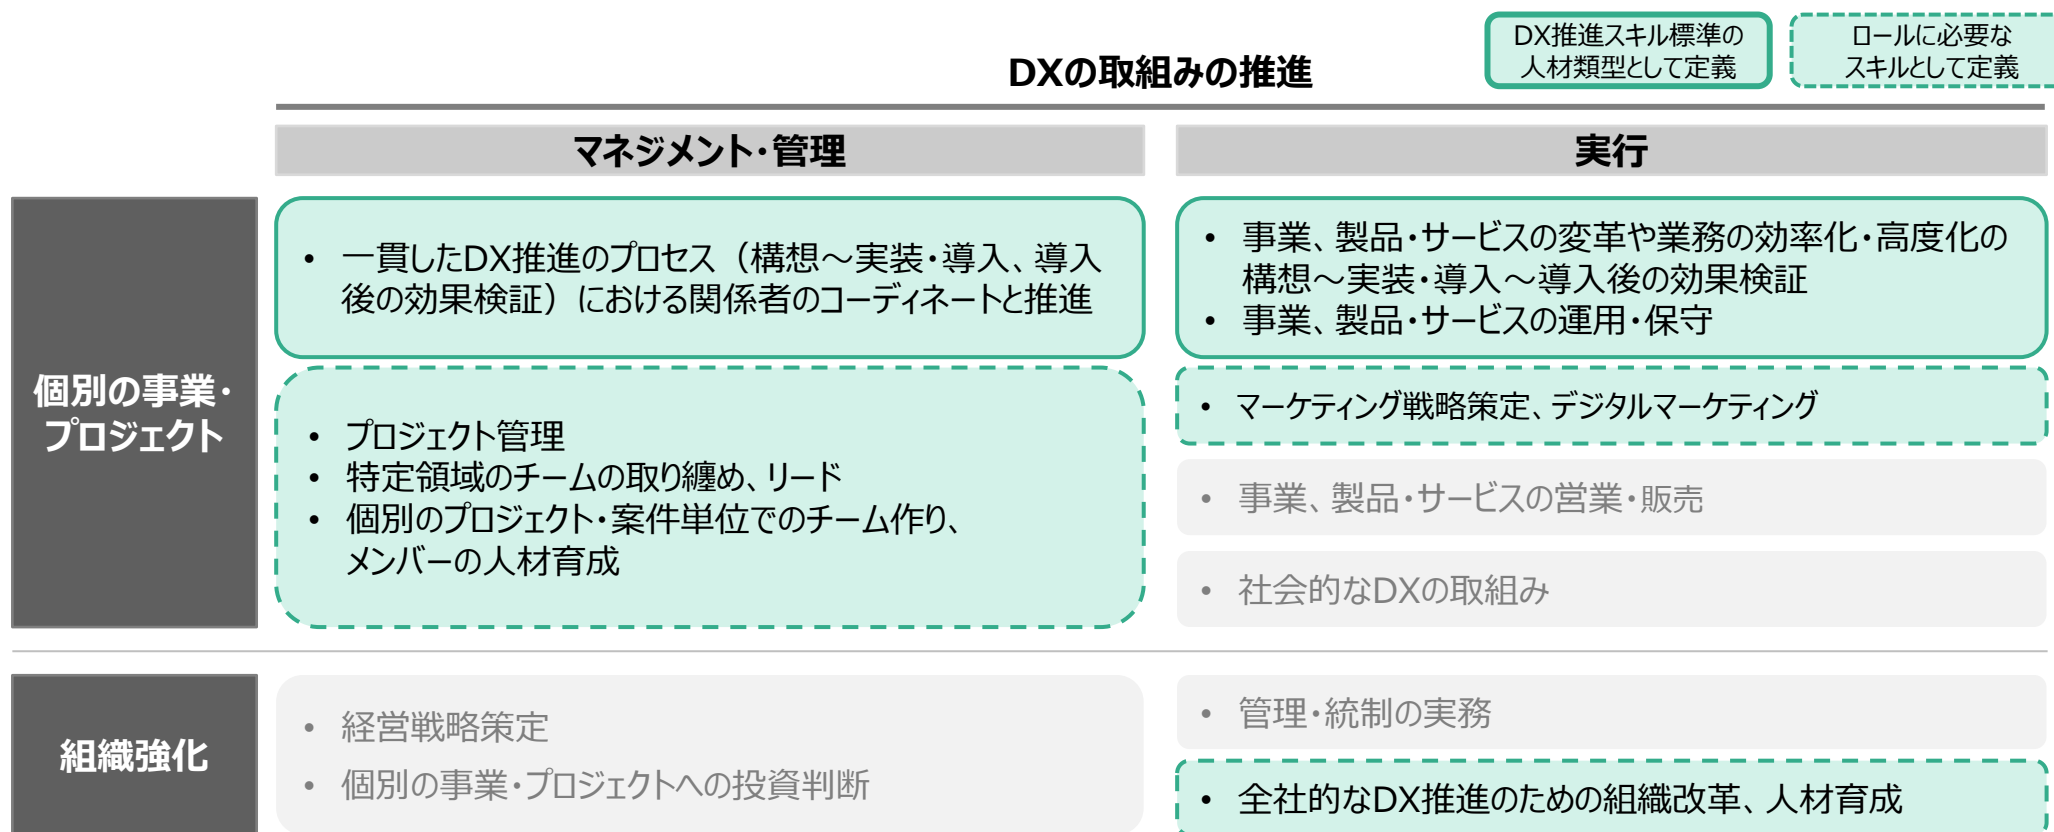 DXの取組みの推進
DX推進スキル標準の
人材類型として定義
ロールに必要な
スキルとして定義
マネジメント・管理
実行
個別の事業・
プロジェクト
• 一貫したDX推進のプロセス（構想～実装・導入、導入
後の効果検証）における関係者のコーディネートと推進
• プロジェクト管理
• 特定領域のチームの取り纏め、リード
• 個別のプロジェクト・案件単位でのチーム作り、
メンバーの人材育成
• 事業、製品・サービスの変革や業務の効率化・高度化の
構想～実装・導入～導入後の効果検証
• 事業、製品・サービスの運用・保守
• マーケティング戦略策定、デジタルマーケティング
• 事業、製品・サービスの営業・販売
• 社会的なDXの取組み
組織強化
• 経営戦略策定
• 個別の事業・プロジェクトへの投資判断
• 管理・統制の実務
• 全社的なDX推進のための組織改革、人材育成